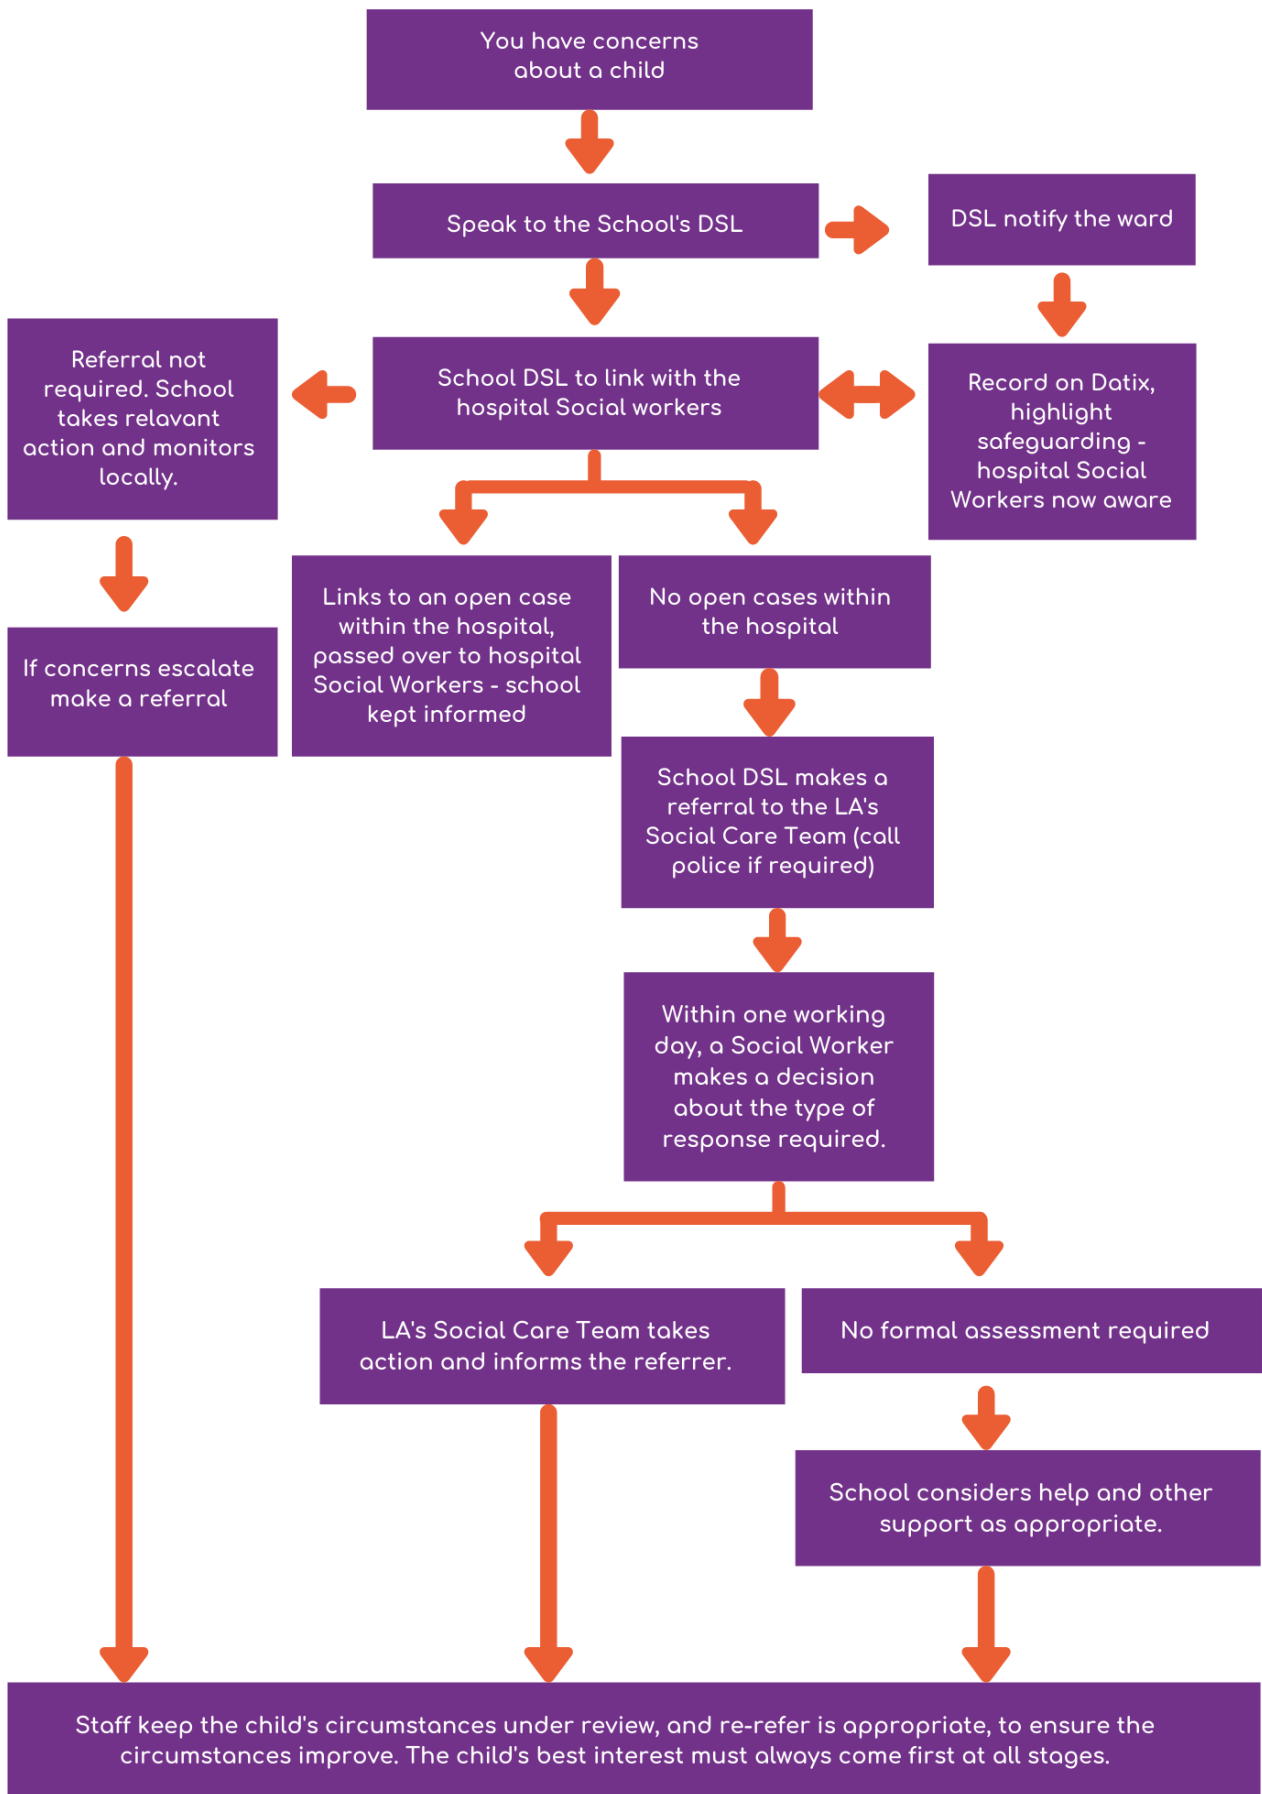 You have concerns
about a child
Speak to the School's DSL
DSL notify the ward
Referral not
required. School
takes relavant
action and monitors
locally.
School DSL to link with the
hospital Social workers
Record on Datix,
highlight
safeguarding -
hospital Social
Workers now aware
If concerns escalate
make a referral
Links to an open case
within the hospital,
passed over to hospital
Social Workers - school
kept informed
No open cases within
the hospital
School DSL makes a
referral to the LA's
Social Care Team (call
police if required)
Within one working
day, a Social Worker
makes a decision
about the type of
response required.
LA's Social Care Team takes
action and informs the referrer.
No formal assessment required
School considers help and other
support as appropriate.
Staff keep the child's circumstances under review, and re-refer is appropriate, to ensure the
circumstances improve. The child's best interest must always come first at all stages.